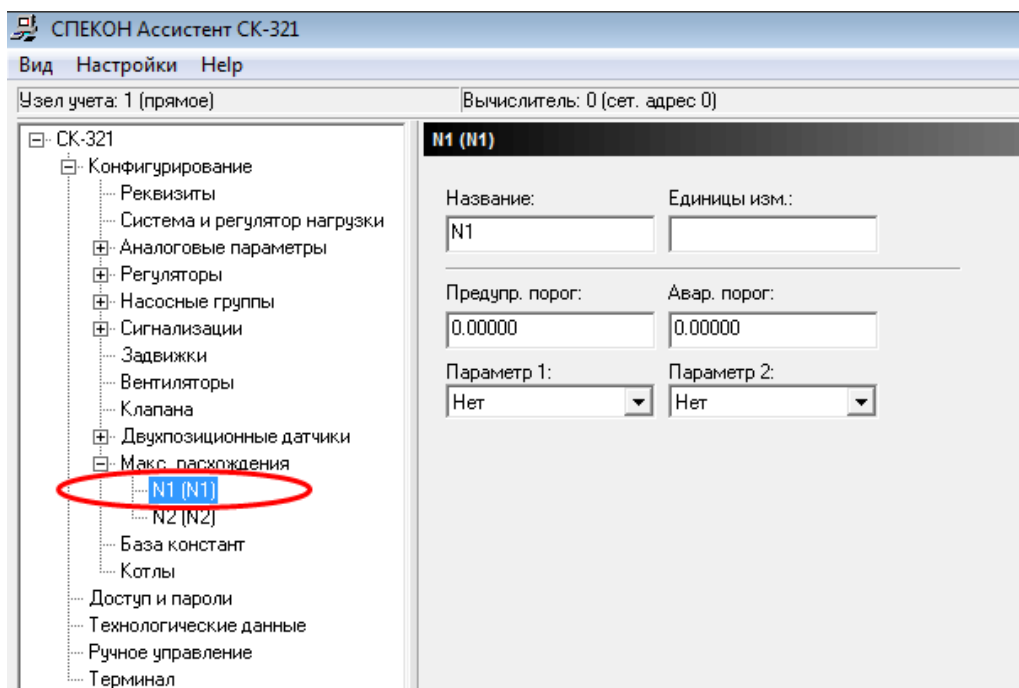 СПЕКОН Ассистент СК-321
Вид Настройки Help
Узел учета: 1 (прямое) Вычислитель: 0 (сет. адрес 0)
СК-321
Конфигурирование
Реквизиты
Система и регулятор нагрузки
Аналоговые параметры
Регуляторы
Насосные группы
Сигнализации
Задвижки
Вентиляторы
Клапана
Двухпозиционные датчики
Макс. расхождения
N1 (N1)
N2 (N2)
База констант
Котлы
Доступ и пароли
Технологические данные
Ручное управление
Терминал
N1 (N1)
Название: Единицы изм.:
N1
Предупр. порог: Авар. порог:
0.00000 0.00000
Параметр 1: Параметр 2:
Нет Нет